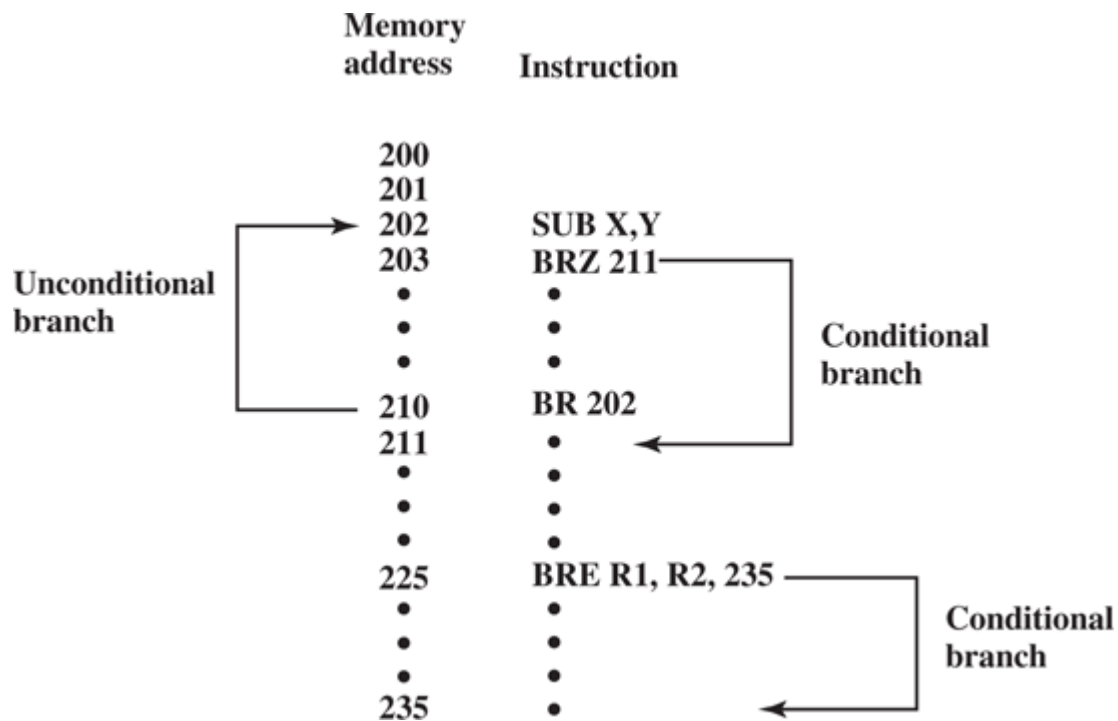 Memory
address
Instruction
200
201
202 SUB X,Y
203 BRZ 211
Unconditional
branch
Conditional
branch
210 BR 202
211
225 BRE R1, R2, 235
Conditional
branch
235